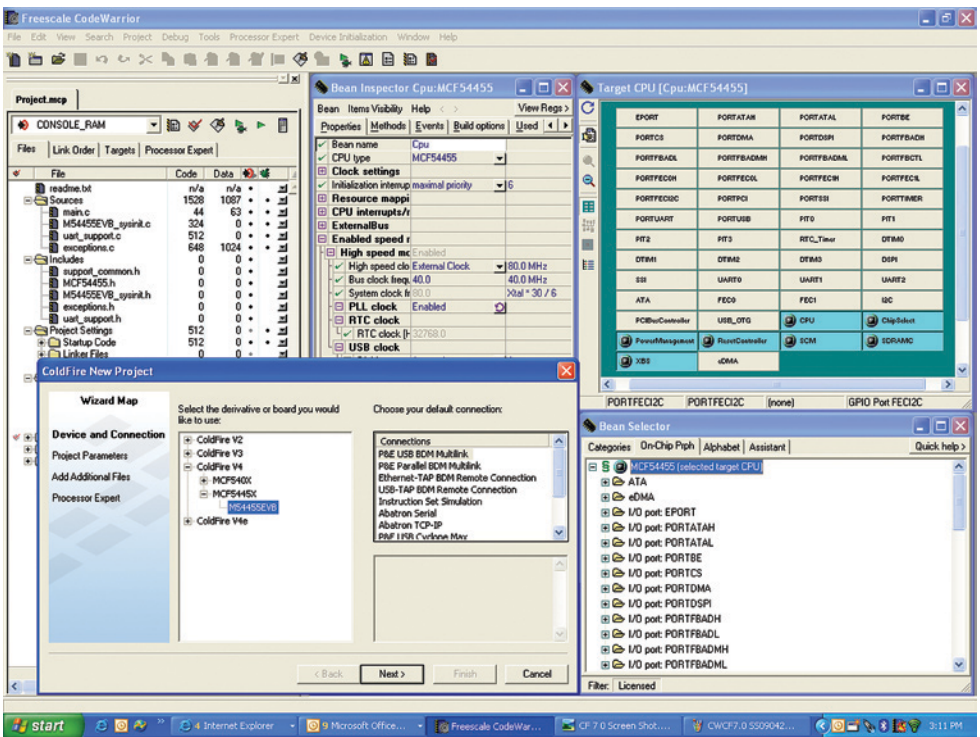 Freescale CodeWarrior
File Edit View Search Project Debug Tools Processor Expert Device Initialization Window Help
Project.mcp
CONSOLE_RAM
Files Link Order Targets Processor Expert
File Code Data
readme.txt n/a n/a
Sources 1528 1087
main.c 44 63
M54455EVB_sysinit.c 324 0
uart_support.c 512 0
exceptions.c 648 1024
Includes 0 0
support_common.h 0 0
MCF54455.h 0 0
M54455EVB_sysinit.h 0 0
exceptions.h 0 0
uart_support.h 0 0
Project Settings 512 0
Startup Code 512 0
Linker Files 0 0
Bean Inspector Cpu:MCF54455
Bean Items Visibility Help < > View Regs >
Properties Methods Events Build options Used
Bean name Cpu
CPU type MCF54455
Clock settings
Initialization interrup maximal priority 6
Resource mappi
CPU interrupts/r
ExternalBus
Enabled speed r
High speed mo Enabled
High speed clo External Clock 80.0 MHz
Bus clock freq. 40.0 40.0 MHz
System clock fr 80.0 Xtal * 30 / 6
PLL clock Enabled
RTC clock
RTC clock [H 32768.0
USB clock
Target CPU [Cpu:MCF54455]
EPORT PORTATAH PORTATAL PORTBE
PORTCS PORTDMA PORTDSPI PORTFBADH
PORTFBADL PORTFBADMH PORTFBADML PORTFBCTL
PORTFEC0H PORTFEC0L PORTFEC1H PORTFEC1L
PORTFECI2C PORTPCI PORTSSI PORTTIMER
PORTUART PORTUSB PIT0 PIT1
PIT2 PIT3 RTC_Timer DTIM0
DTIM1 DTIM2 DTIM3 DSPI
SSI UART0 UART1 UART2
ATA FEC0 FEC1 I2C
PCIBusController USB_OTG CPU ChipSelect
PowerManagement ResetController SCM SDRAMC
XBS eDMA
PORTFECI2C PORTFECI2C (none) GPIO Port FECI2C
ColdFire New Project
Wizard Map
Device and Connection
Project Parameters
Add Additional Files
Processor Expert
Select the derivative or board you would
like to use:
ColdFire V2
ColdFire V3
ColdFire V4
MCF540X
MCF5445X
M54455EVB
ColdFire V4e
Choose your default connection:
Connections
P&E USB BDM Multilink
P&E Parallel BDM Multilink
Ethernet-TAP BDM Remote Connection
USB-TAP BDM Remote Connection
Instruction Set Simulation
Abatron Serial
Abatron TCP-IP
P&E USB Cyclone Max
< Back Next > Finish Cancel
Bean Selector
Categories On-Chip Prph Alphabet Assistant Quick help >
MCF54455 (selected target CPU)
ATA
eDMA
I/O port: EPORT
I/O port: PORTATAH
I/O port: PORTATAL
I/O port: PORTBE
I/O port: PORTCS
I/O port: PORTDMA
I/O port: PORTDSPI
I/O port: PORTFBADH
I/O port: PORTFBADL
I/O port: PORTFBADMH
I/O port: PORTFBADML
Filter: Licensed
start 4 Internet Explorer 9 Microsoft Office... Freescale CodeWar... CF 7.0 Screen Shot.... CWCF7.0 SS09042... 3:11 PM